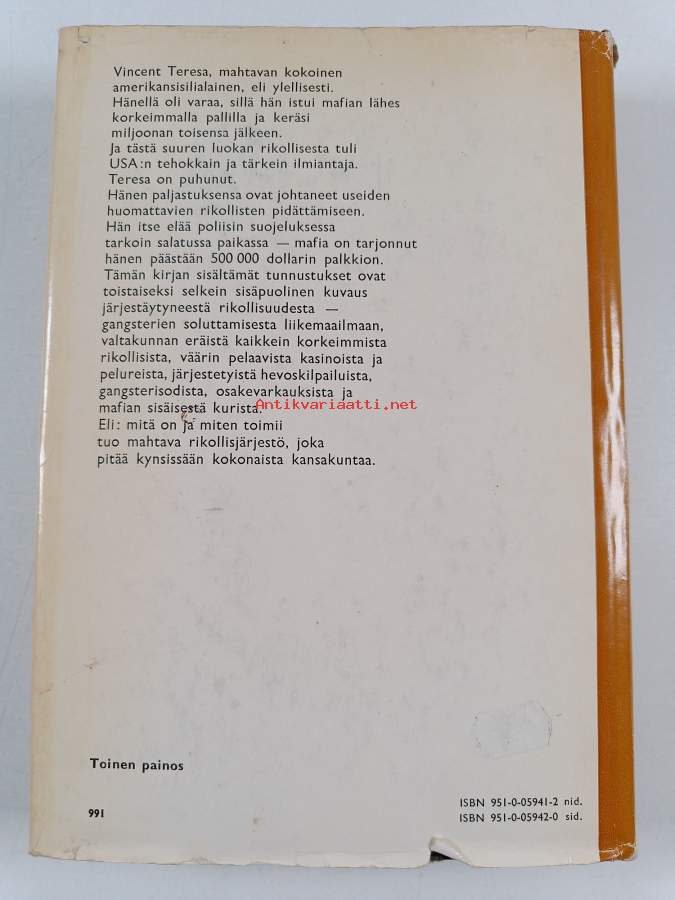 Vincent Teresa, mahtavan kokoinen
amerikansisilialainen, eli ylellisesti.
Hänellä oli varaa, sillä hän istui mafian lähes
korkeimmalla pallilla ja keräsi
miljoonan toisensa jälkeen.
Ja tästä suuren luokan rikollisesta tuli
USA:n tehokkain ja tärkein ilmiantaja.
Teresa on puhunut.
Hänen paljastuksensa ovat johtaneet useiden
huomattavien rikollisten pidättämiseen.
Hän itse elää poliisin suojeluksessa
tarkoin salatussa paikassa — mafia on tarjonnut
hänen päästään 500 000 dollarin palkkion.
Tämän kirjan sisältämät tunnustukset ovat
toistaiseksi selkein sisäpuolinen kuvaus
järjestäytyneestä rikollisuudesta —
gangsterien soluttamisesta liikemaailmaan,
valtakunnan eräistä kaikkein korkeimmista
rikollisista, väärin pelaavista kasinoista ja
pelureista, järjestetyistä hevoskilpailuista,
gangsterisodista, osakevarkauksista ja
mafian sisäisestä kurista.
Antikvariaatti.net
Eli: mitä on ja miten toimii
tuo mahtava rikollisjärjestö, joka
pitää kynsissään kokonaista kansakuntaa.
Toinen painos
991
ISBN 951-0-05941-2 nid.
ISBN 951-0-05942-0 sid.